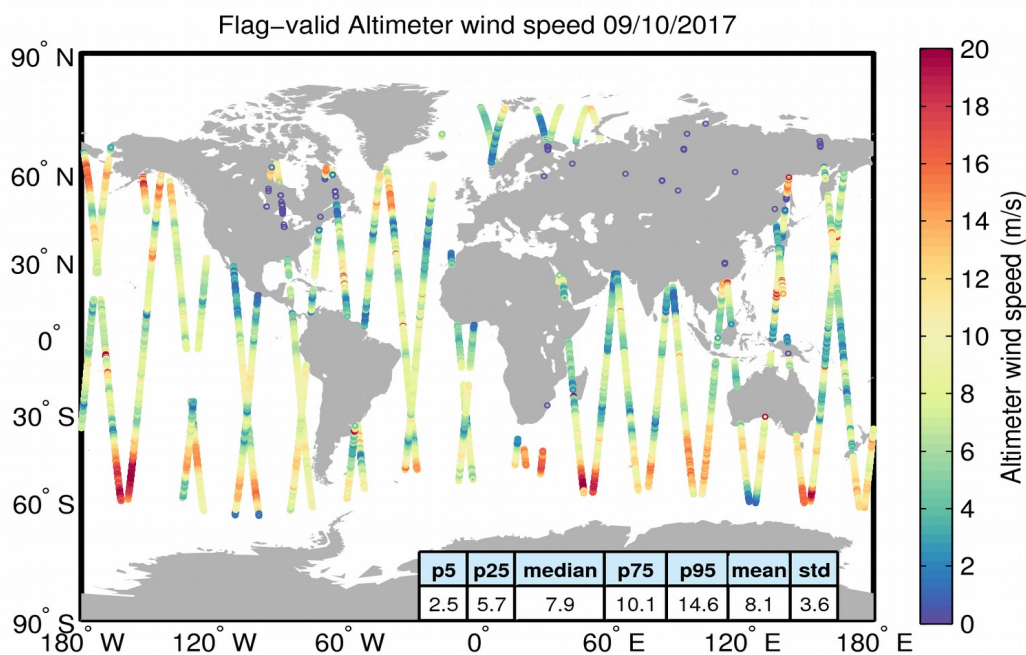 Flag−valid Altimeter wind speed 09/10/2017
90° N
60° N
30° N
0°
30° S
60° S
90° S
180° W
120° W
60° W
0°
60° E
120° E
180° E
p5 p25 median p75 p95 mean std
2.5 5.7 7.9 10.1 14.6 8.1 3.6
20
18
16
14
12
10
8
6
4
2
0
Altimeter wind speed (m/s)